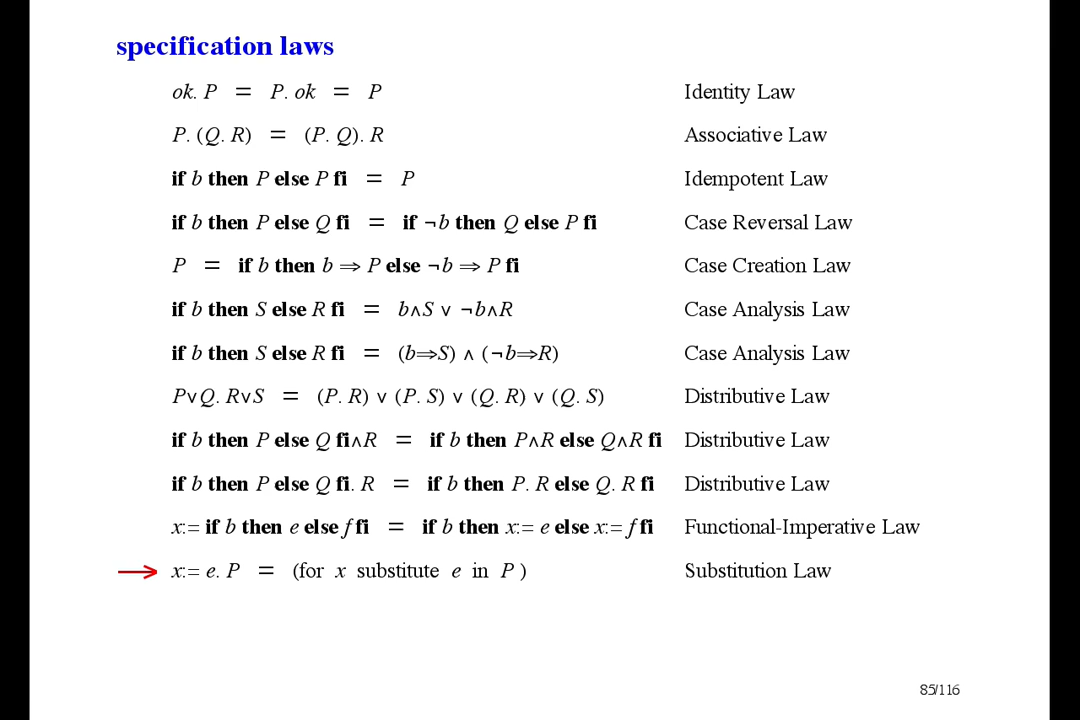 specification laws
ok. P = P. ok = P Identity Law
P. (Q. R) = (P. Q). R Associative Law
if b then P else P fi = P Idempotent Law
if b then P else Q fi = if ¬b then Q else P fi Case Reversal Law
P = if b then b ⇒ P else ¬b ⇒ P fi Case Creation Law
if b then S else R fi = b∧S ∨ ¬b∧R Case Analysis Law
if b then S else R fi = (b⇒S) ∧ (¬b⇒R) Case Analysis Law
P∨Q. R∨S = (P. R) ∨ (P. S) ∨ (Q. R) ∨ (Q. S) Distributive Law
if b then P else Q fi∧R = if b then P∧R else Q∧R fi Distributive Law
if b then P else Q fi. R = if b then P. R else Q. R fi Distributive Law
x:= if b then e else f fi = if b then x:= e else x:= f fi Functional-Imperative Law
x:= e. P = (for x substitute e in P ) Substitution Law
85/116